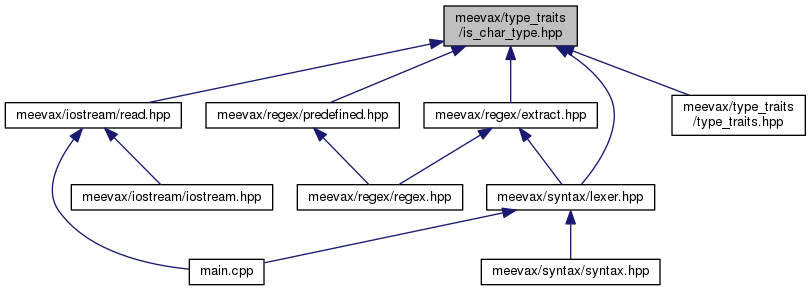 meevax/type_traits
/is_char_type.hpp
meevax/iostream/read.hpp
meevax/regex/predefined.hpp
meevax/regex/extract.hpp
meevax/type_traits
/type_traits.hpp
meevax/iostream/iostream.hpp
meevax/regex/regex.hpp
meevax/syntax/lexer.hpp
main.cpp
meevax/syntax/syntax.hpp